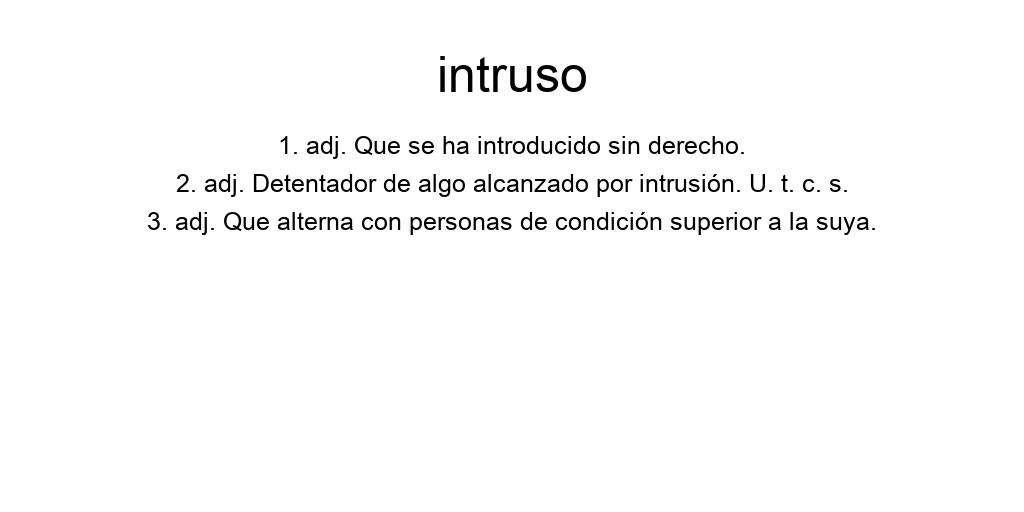 intruso
1. adj. Que se ha introducido sin derecho.
2. adj. Detentador de algo alcanzado por intrusión. U. t. c. s.
3. adj. Que alterna con personas de condición superior a la suya.